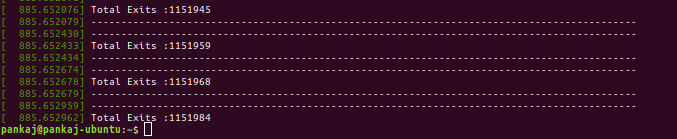 [  885.652076] Total Exits :1151945
[  885.652079] -----------------------------------------------------------------------------------
[  885.652430] -----------------------------------------------------------------------------------
[  885.652433] Total Exits :1151959
[  885.652434] -----------------------------------------------------------------------------------
[  885.652674] -----------------------------------------------------------------------------------
[  885.652678] Total Exits :1151968
[  885.652679] -----------------------------------------------------------------------------------
[  885.652959] -----------------------------------------------------------------------------------
[  885.652962] Total Exits :1151984
pankaj@pankaj-ubuntu:~$